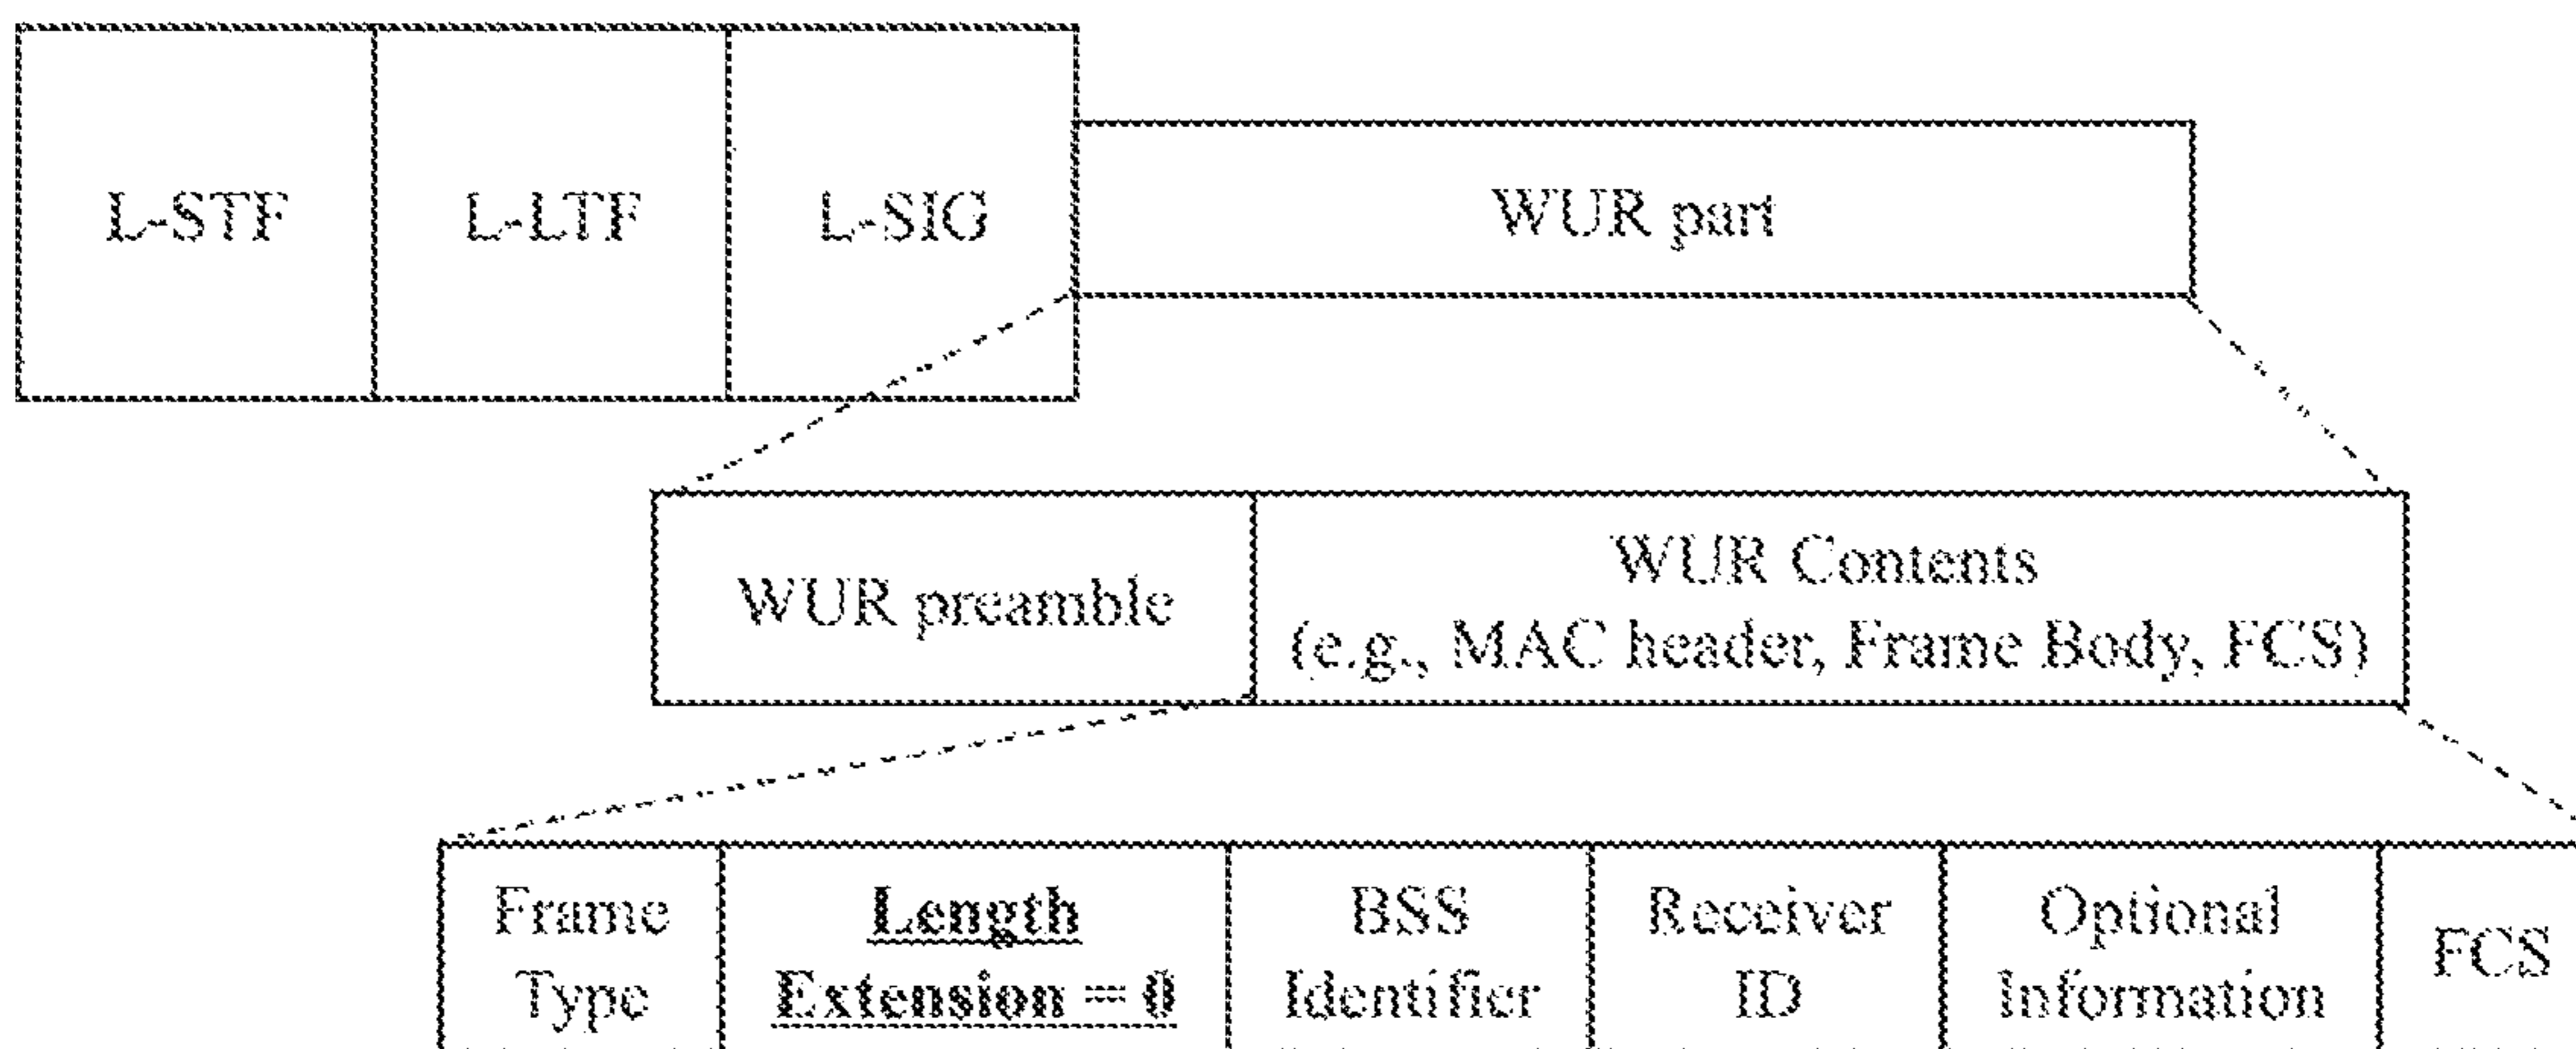 L-STF
L-LTF
L-SIG
WUR part
WUR preamble
WUR Contents
(e.g., MAC header, Frame Body, FCS)
Frame
Type
Length
Extension = 0
BSS
Identifier
Receiver
ID
Optional
Information
FCS